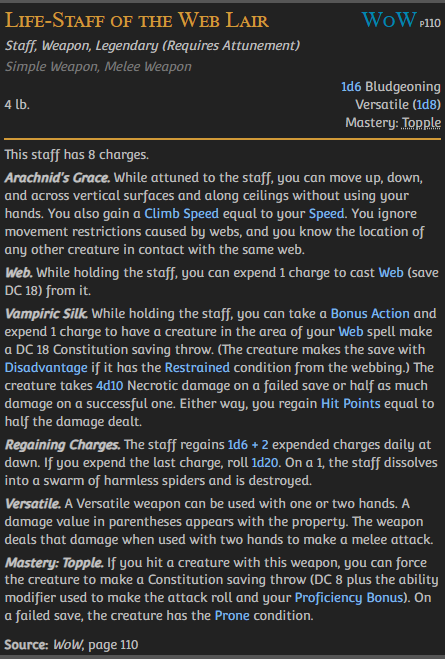 Life-Staff of the Web Lair WoW p110
Staff, Weapon, Legendary (Requires Attunement)
Simple Weapon, Melee Weapon
1d6 Bludgeoning
4 lb. Versatile (1d8)
Mastery: Topple
This staff has 8 charges.
Arachnid's Grace. While attuned to the staff, you can move up, down,
and across vertical surfaces and along ceilings without using your
hands. You also gain a Climb Speed equal to your Speed. You ignore
movement restrictions caused by webs, and you know the location of
any other creature in contact with the same web.
Web. While holding the staff, you can expend 1 charge to cast Web (save
DC 18) from it.
Vampiric Silk. While holding the staff, you can take a Bonus Action and
expend 1 charge to have a creature in the area of your Web spell make
a DC 18 Constitution saving throw. (The creature makes the save with
Disadvantage if it has the Restrained condition from the webbing.) The
creature takes 4d10 Necrotic damage on a failed save or half as much
damage on a successful one. Either way, you regain Hit Points equal to
half the damage dealt.
Regaining Charges. The staff regains 1d6 + 2 expended charges daily at
dawn. If you expend the last charge, roll 1d20. On a 1, the staff dissolves
into a swarm of harmless spiders and is destroyed.
Versatile. A Versatile weapon can be used with one or two hands. A
damage value in parentheses appears with the property. The weapon
deals that damage when used with two hands to make a melee attack.
Mastery: Topple. If you hit a creature with this weapon, you can force
the creature to make a Constitution saving throw (DC 8 plus the ability
modifier used to make the attack roll and your Proficiency Bonus). On
a failed save, the creature has the Prone condition.
Source: WoW, page 110